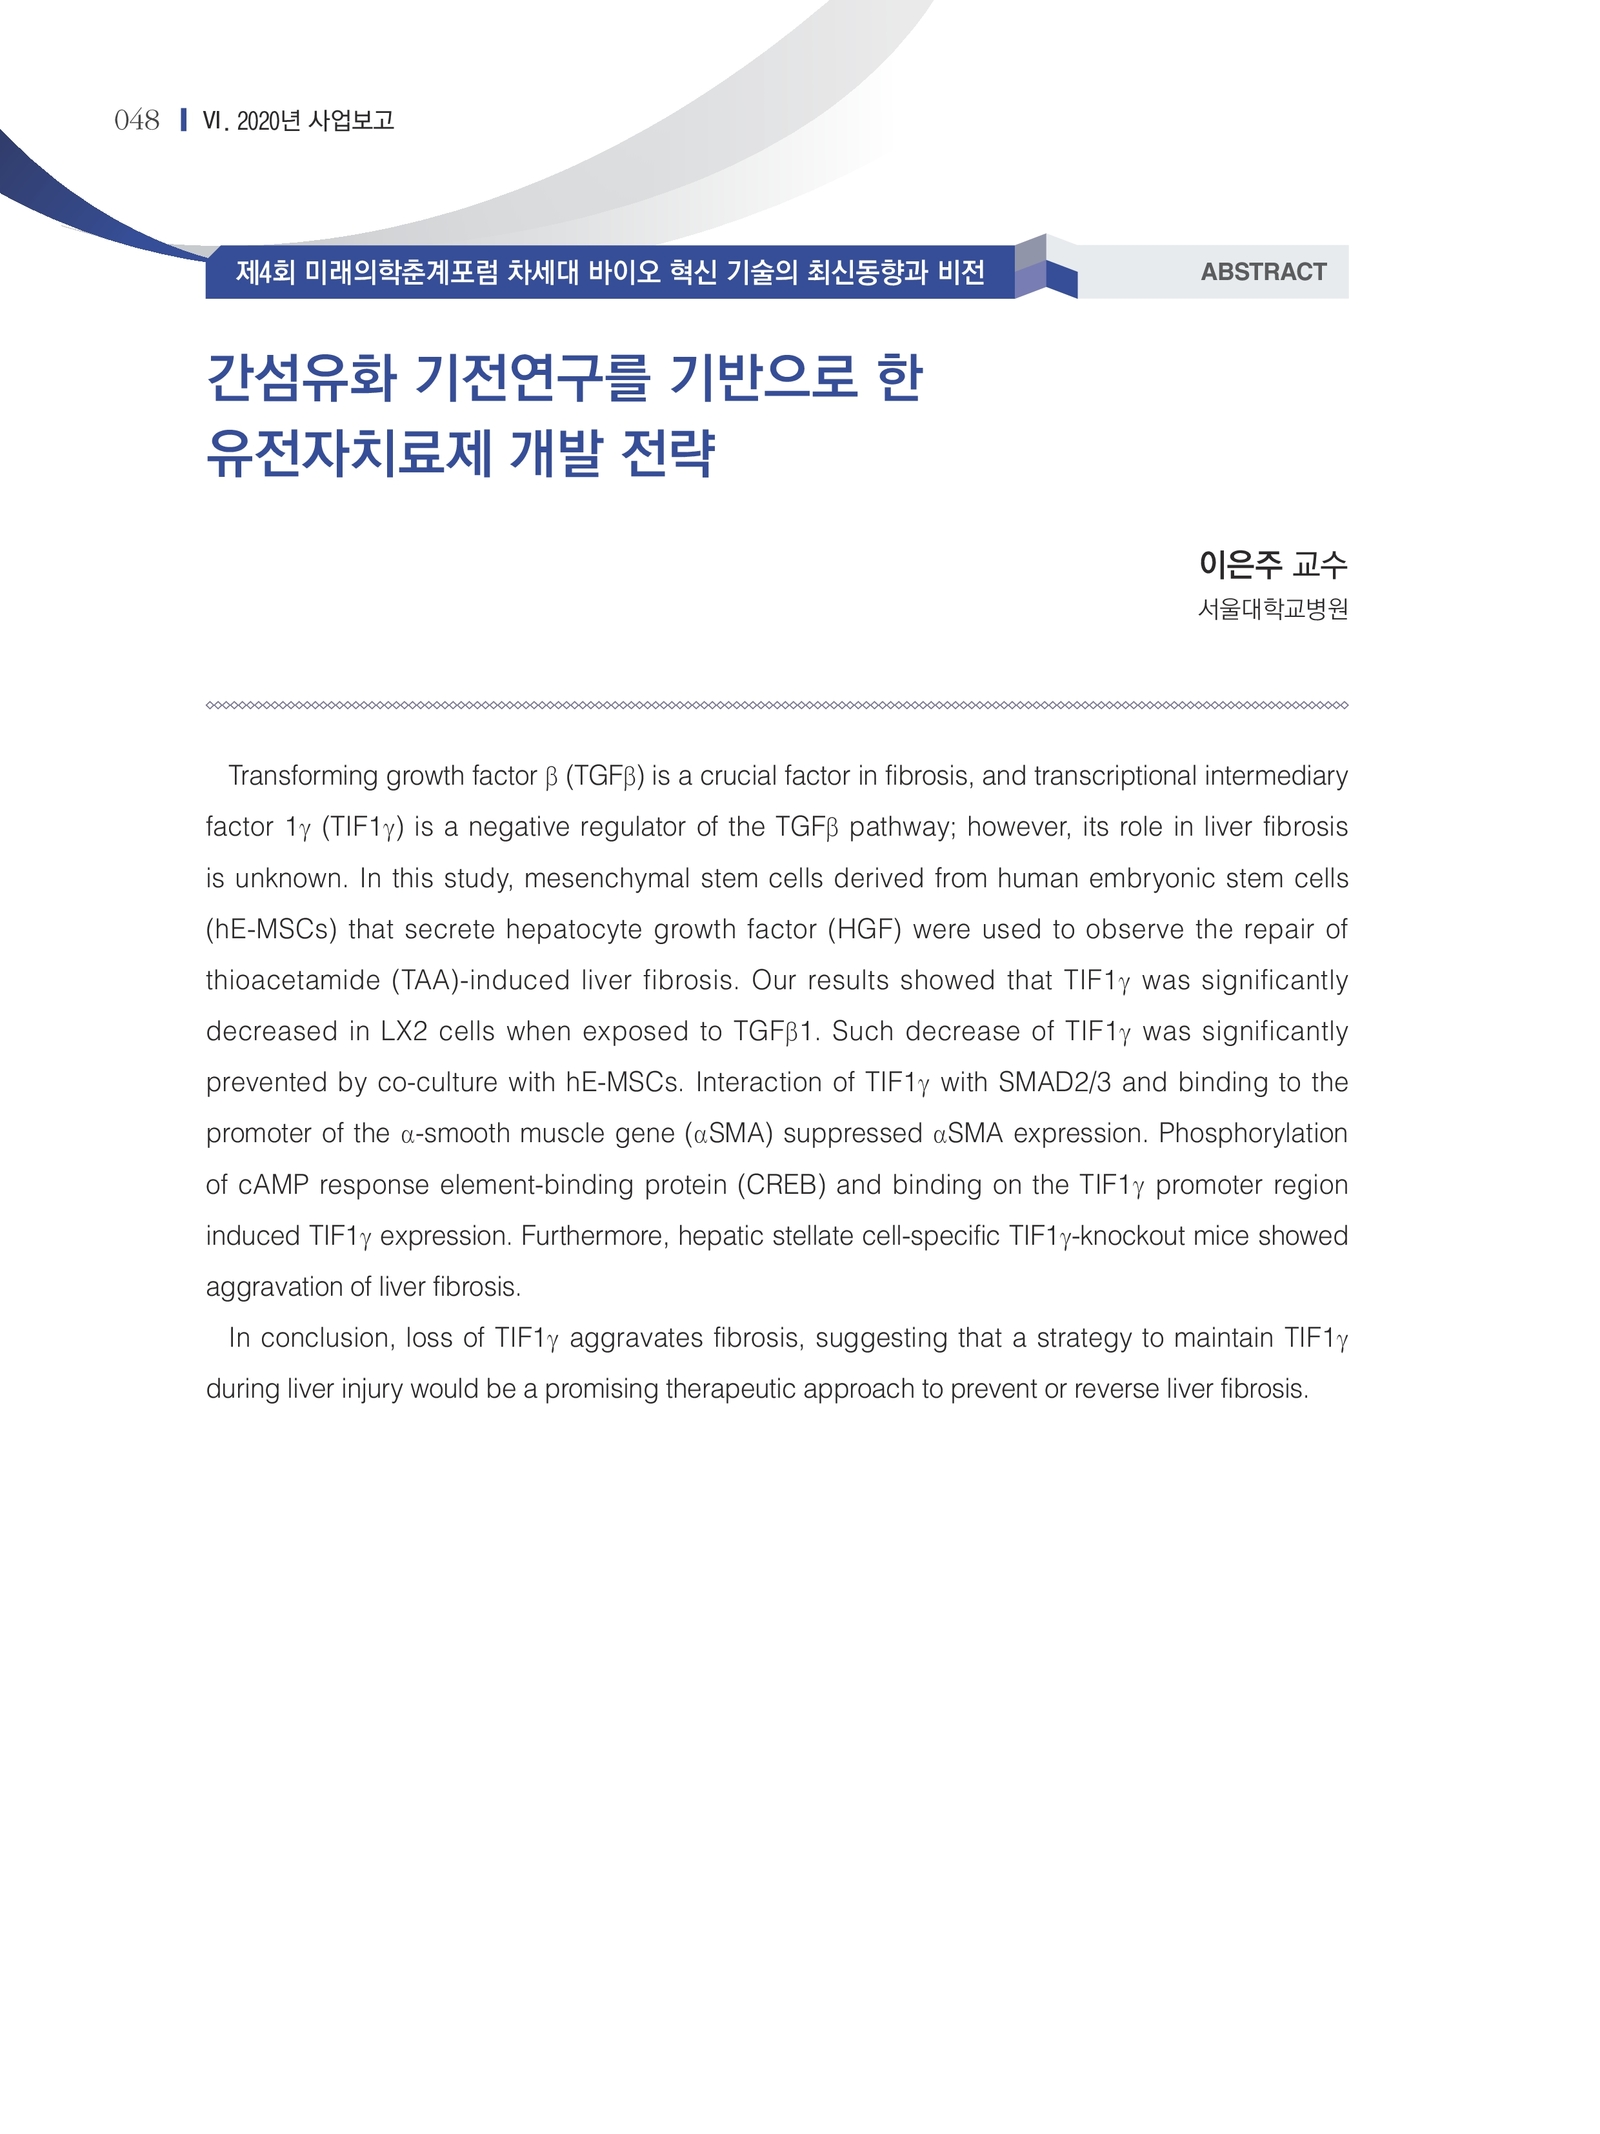 048 Ⅵ. 2020년 사업보고
제4회 미래의학춘계포럼 차세대 바이오 혁신 기술의 최신동향과 비전
ABSTRACT
간섬유화 기전연구를 기반으로 한
유전자치료제 개발 전략
이은주 교수
서울대학교병원
Transforming growth factor β (TGFβ) is a crucial factor in fibrosis, and transcriptional intermediary
factor 1γ (TIF1γ) is a negative regulator of the TGFβ pathway; however, its role in liver fibrosis
is unknown. In this study, mesenchymal stem cells derived from human embryonic stem cells
(hE-MSCs) that secrete hepatocyte growth factor (HGF) were used to observe the repair of
thioacetamide (TAA)-induced liver fibrosis. Our results showed that TIF1γ was significantly
decreased in LX2 cells when exposed to TGFβ1. Such decrease of TIF1γ was significantly
prevented by co-culture with hE-MSCs. Interaction of TIF1γ with SMAD2/3 and binding to the
promoter of the α-smooth muscle gene (αSMA) suppressed αSMA expression. Phosphorylation
of cAMP response element-binding protein (CREB) and binding on the TIF1γ promoter region
induced TIF1γ expression. Furthermore, hepatic stellate cell-specific TIF1γ-knockout mice showed
aggravation of liver fibrosis.
In conclusion, loss of TIF1γ aggravates fibrosis, suggesting that a strategy to maintain TIF1γ
during liver injury would be a promising therapeutic approach to prevent or reverse liver fibrosis.